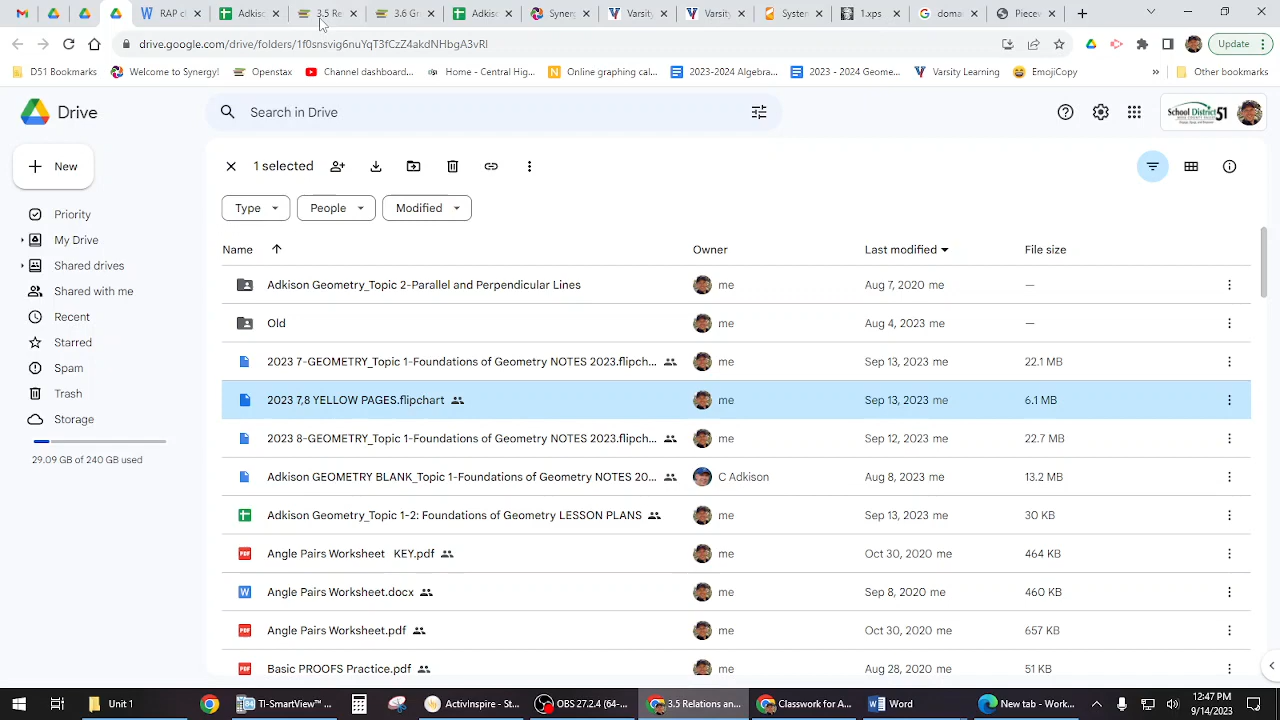 RAP cl
Adkiso
3.5 Re
3.6 Gr
Adkiso
Synerg
Varsity
Varsity
System
1.xps
doma
Piecew
drive.google.com/drive/folders/
Update
D51 Bookmarks
Welcome to Synergy!
Openstax
Channel dashboard...
Home - Central Hig...
Online graphing cal...
2023-2024 Algebra...
2023 - 2024 Geome...
Varsity Learning
EmojiCopy
»
Other bookmarks
Drive
Search in Drive
School District 51
New
1 selected
Type
People
Modified
Priority
My Drive
Shared drives
Shared with me
Recent
Starred
Spam
Trash
Storage
29.09 GB of 240 GB used
Name Owner Last modified File size
Adkison Geometry_Topic 2-Parallel and Perpendicular Lines me Aug 7, 2020 me —
Old me Aug 4, 2023 me —
2023 7-GEOMETRY_Topic 1-Foundations of Geometry NOTES 2023.flipch... me Sep 13, 2023 me 22.1 MB
2023 7,8 YELLOW PAGES.flipchart me Sep 13, 2023 me 6.1 MB
2023 8-GEOMETRY_Topic 1-Foundations of Geometry NOTES 2023.flipch... me Sep 12, 2023 me 22.7 MB
Adkison GEOMETRY BLANK_Topic 1-Foundations of Geometry NOTES 20... C Adkison Aug 8, 2023 me 13.2 MB
Adkison Geometry_Topic 1-2: Foundations of Geometry LESSON PLANS me Sep 13, 2023 me 30 KB
Angle Pairs Worksheet KEY.pdf me Oct 30, 2020 me 464 KB
Angle Pairs Worksheet.docx me Sep 8, 2020 me 460 KB
Angle Pairs Worksheet.pdf me Oct 30, 2020 me 657 KB
Basic PROOFS Practice.pdf me Aug 28, 2020 me 51 KB
Unit 1
TI-SmartView™ ...
ActivInspire - St...
OBS 27.2.4 (64-...
3.5 Relations an...
Classwork for A...
Word
New tab - Work...
12:47 PM
9/14/2023